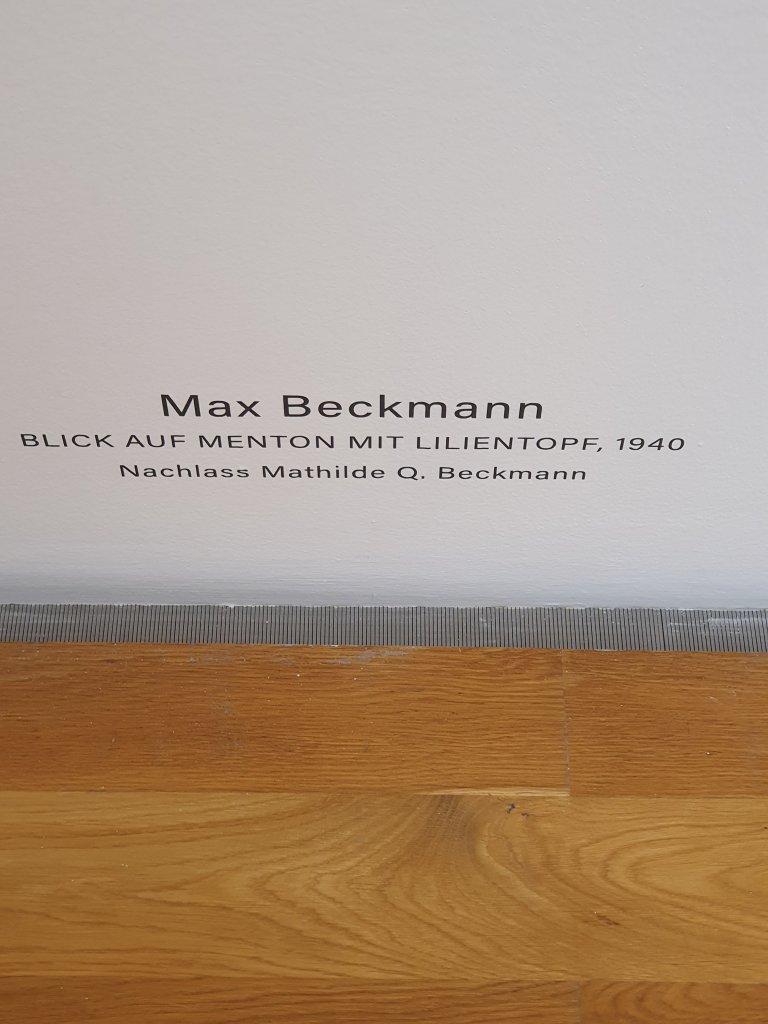 Max Beckmann
BLICK AUF MENTON MIT LILIENTOPF, 1940
Nachlass Mathilde Q. Beckmann